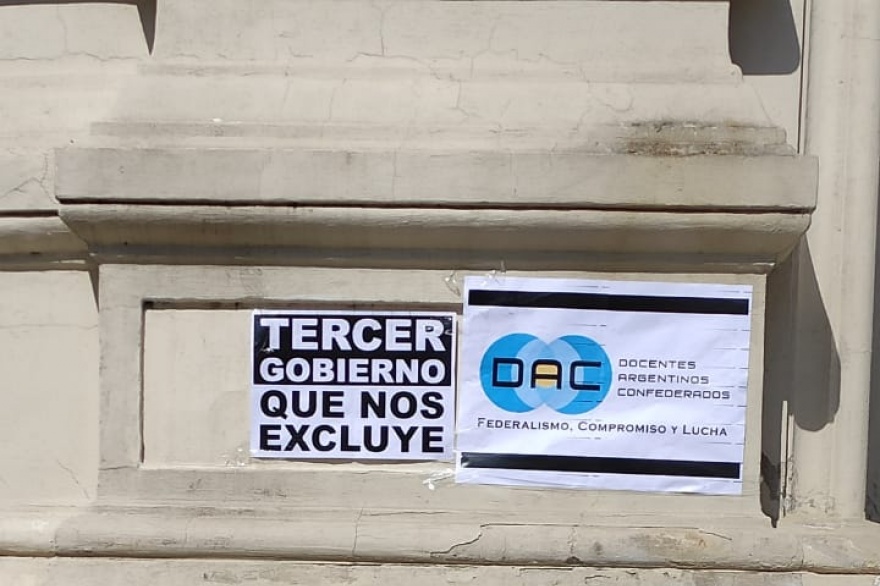 TERCER
GOBIERNO
QUE NOS
EXCLUYE
DAC
DOCENTES
ARGENTINOS
CONFEDERADOS
FEDERALISMO, COMPROMISO Y LUCHA